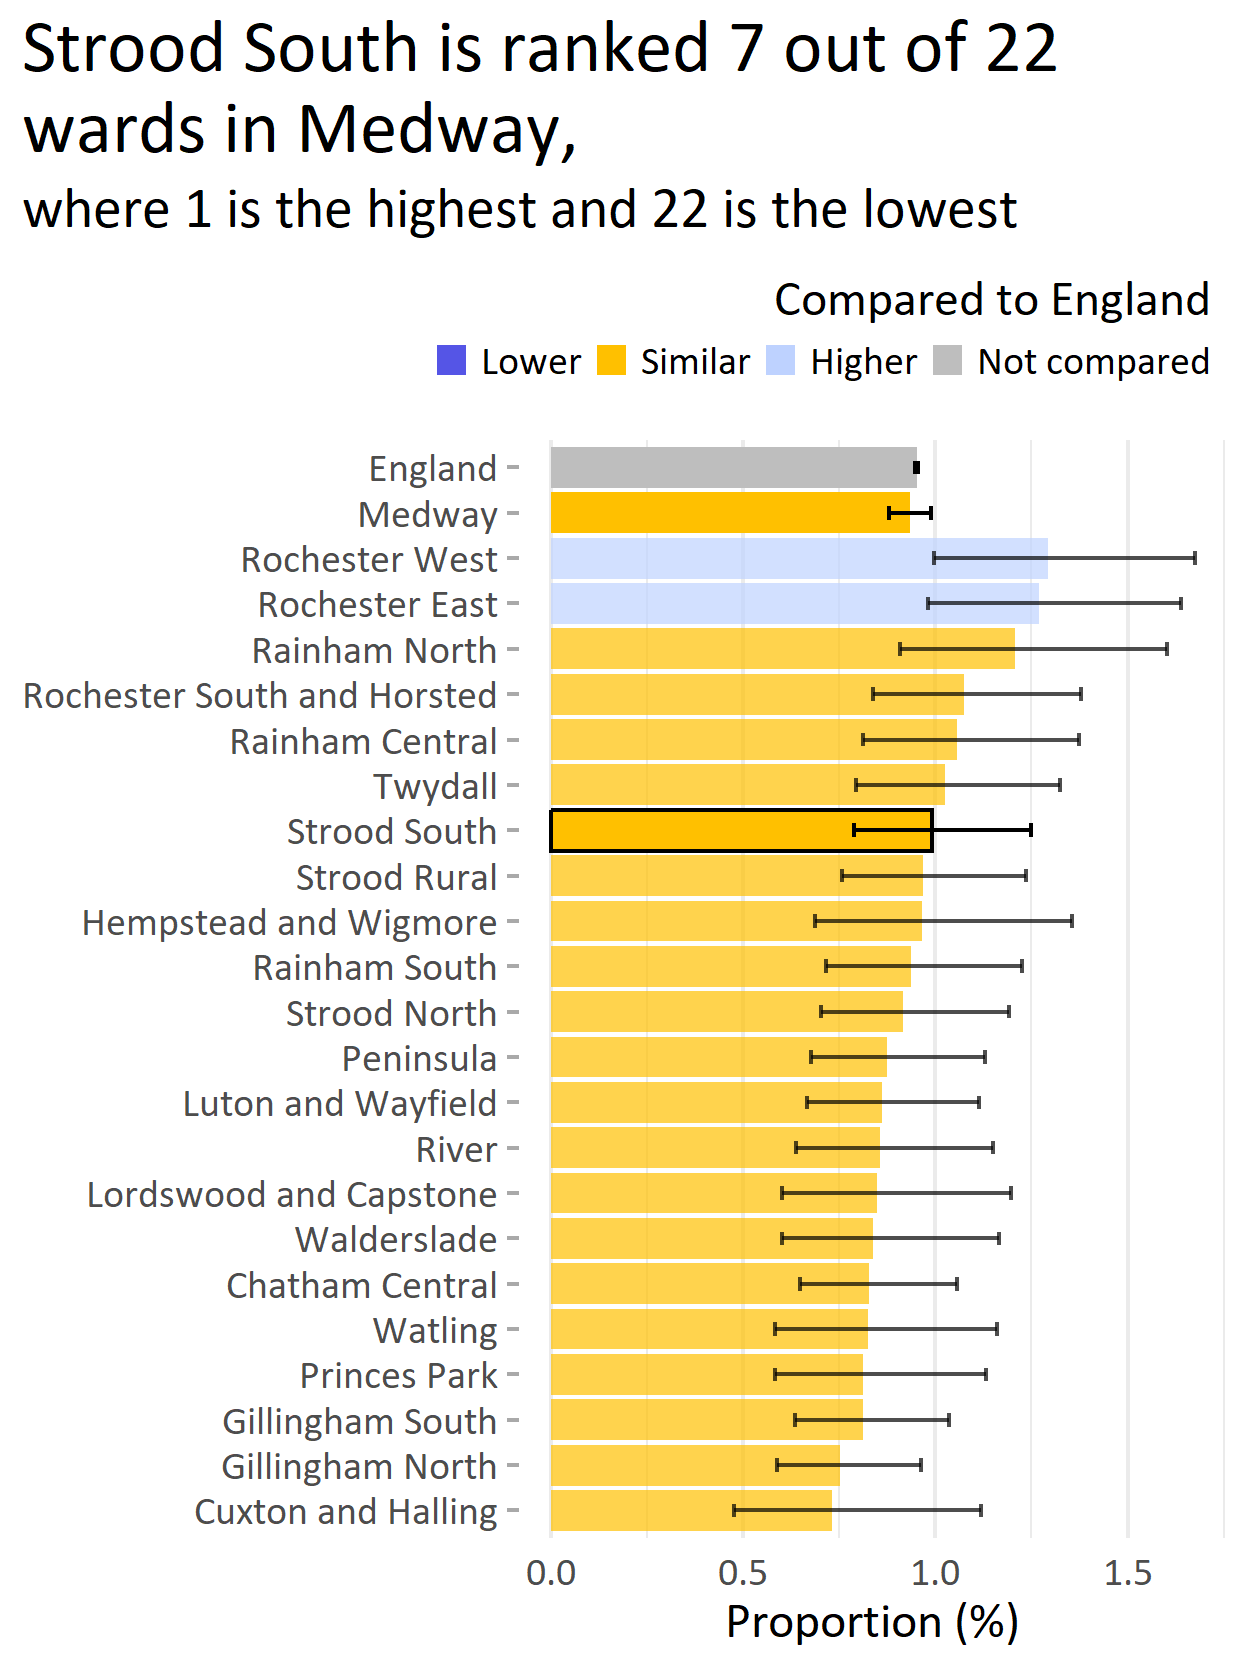 Strood South is ranked 7 out of 22
wards in Medway,
where 1 is the highest and 22 is the lowest
Compared to England
Lower Similar Higher Not compared
England
Medway
Rochester West
Rochester East
Rainham North
Rochester South and Horsted
Rainham Central
Twydall
Strood South
Strood Rural
Hempstead and Wigmore
Rainham South
Strood North
Peninsula
Luton and Wayfield
River
Lordswood and Capstone
Walderslade
Chatham Central
Watling
Princes Park
Gillingham South
Gillingham North
Cuxton and Halling
0.0 0.5 1.0 1.5
Proportion (%)